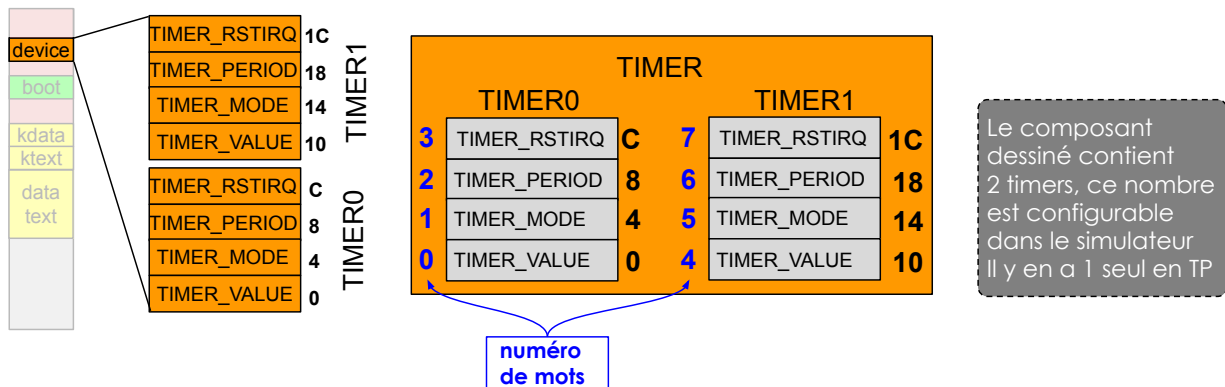 device
boot
kdata
ktext
data
text
TIMER_RSTIRQ 1C
TIMER_PERIOD 18
TIMER_MODE 14
TIMER_VALUE 10
TIMER1
TIMER_RSTIRQ C
TIMER_PERIOD 8
TIMER_MODE 4
TIMER_VALUE 0
TIMER0
TIMER
TIMER0
3 TIMER_RSTIRQ C
2 TIMER_PERIOD 8
1 TIMER_MODE 4
0 TIMER_VALUE 0
TIMER1
7 TIMER_RSTIRQ 1C
6 TIMER_PERIOD 18
5 TIMER_MODE 14
4 TIMER_VALUE 10
numéro
de mots
Le composant
dessiné contient
2 timers, ce nombre
est configurable
dans le simulateur
Il y en a 1 seul en TP